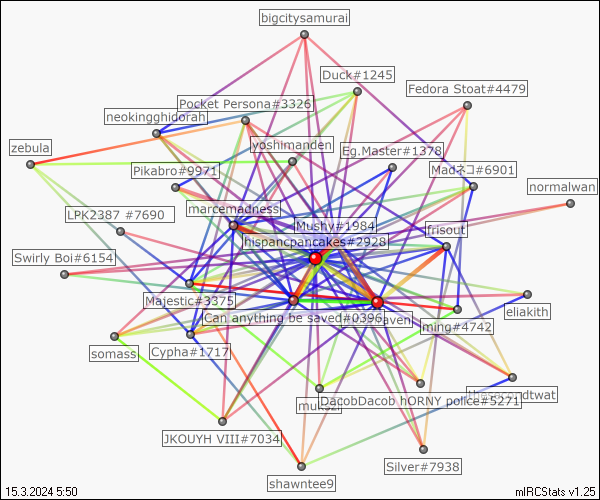 bigcitysamurai
Duck#1245
Fedora Stoat#4479
Pocket Persona#3326
neokingghidorah
yoshimanden
Eg.Master#1378
zebula
Pikabro#9971
Madネコ#6901
normalwan
LPK2387 #7690
marcemadness
Mushy#1984
frisout
hispancpancakes#2928
Swirly Boi#6154
Majestic#3375
Can anything be saved#0396
raven
ming#4742
eliakith
somass
Cypha#1717
DacobDacob hORNY police#5271
JKOUYH VIII#7034
Silver#7938
shawntee9
15.3.2024 5:50
mIRCStats v1.25